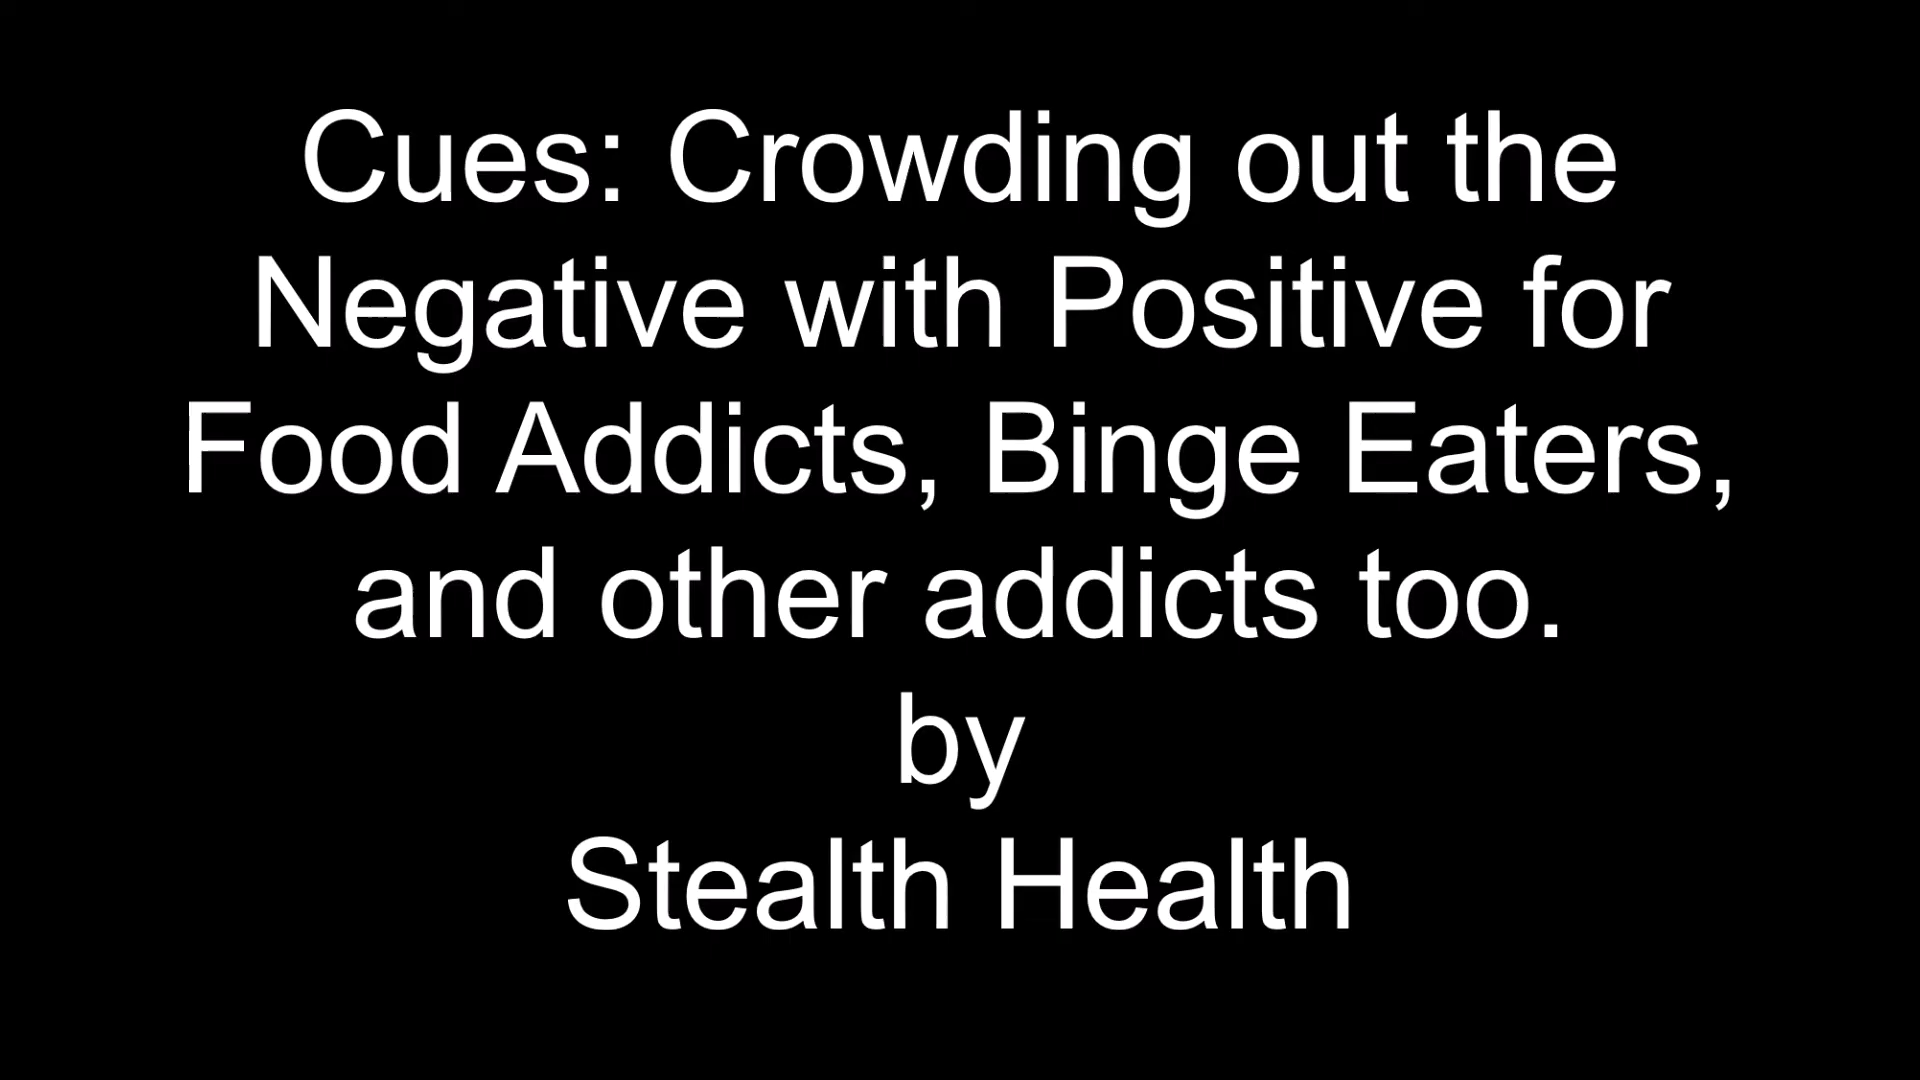 Cues: Crowding out the
Negative with Positive for
Food Addicts, Binge Eaters,
and other addicts too.
by
Stealth Health